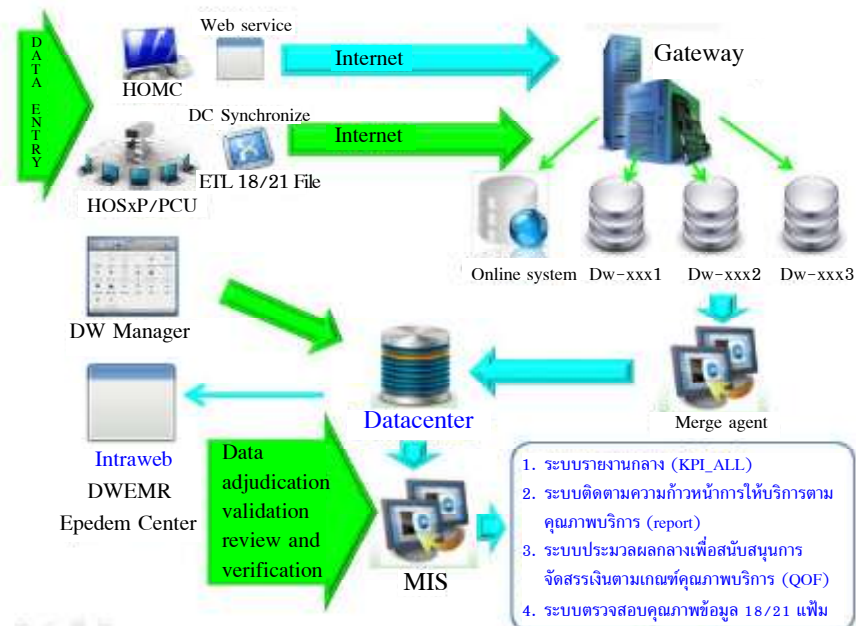 DATA ENTRY
Web service
HOMC
Internet
Gateway
DC Synchronize
Internet
ETL 18/21 File
HOSxP/PCU
Online system
Dw-xxx1
Dw-xxx2
Dw-xxx3
DW Manager
Datacenter
Merge agent
Intraweb
DWEMR
Epedem Center
Data
adjudication
validation
review and
verification
MIS
1. ระบบรายงานกลาง (KPI_ALL)
2. ระบบติดตามความก้าวหน้าการให้บริการตาม
คุณภาพบริการ (report)
3. ระบบประมวลผลกลางเพื่อสนับสนุนการ
จัดสรรเงินตามเกณฑ์คุณภาพบริการ (QOF)
4. ระบบตรวจสอบคุณภาพข้อมูล 18/21 แฟ้ม